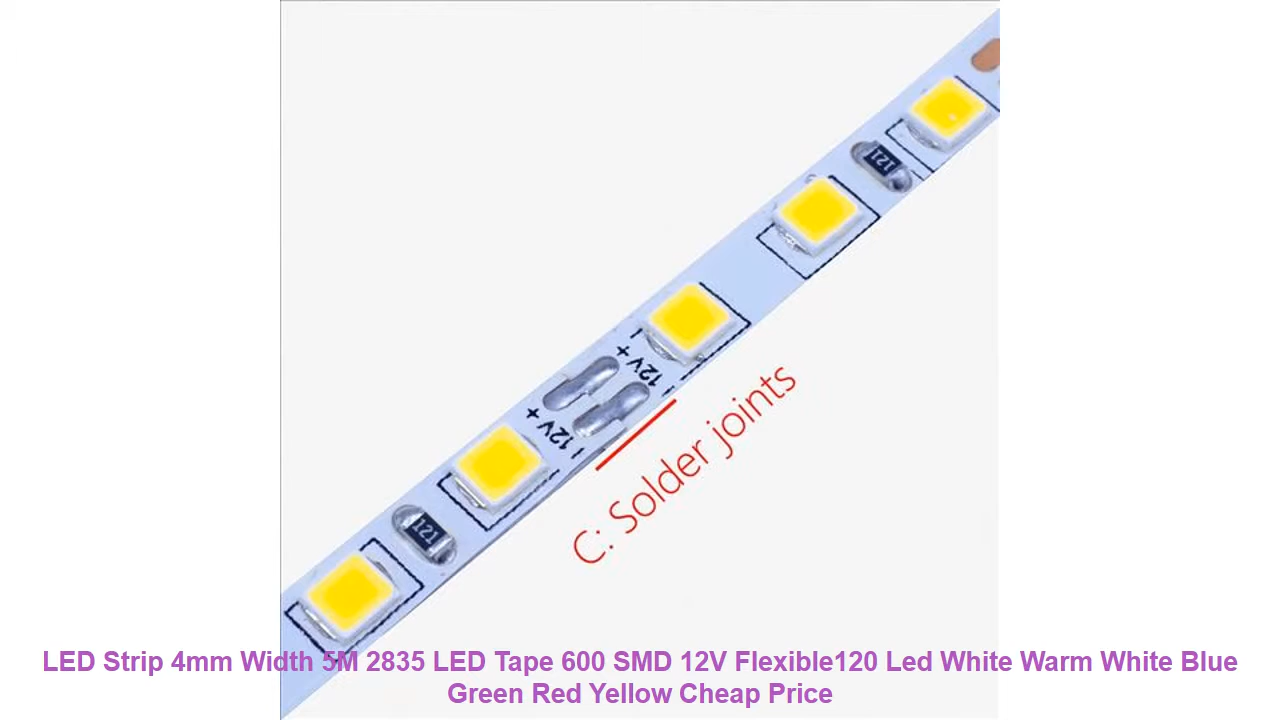 121
12V +
12V +
121
C: Solder joints
LED Strip 4mm Width 5M 2835 LED Tape 600 SMD 12V Flexible120 Led White Warm White Blue
Green Red Yellow Cheap Price